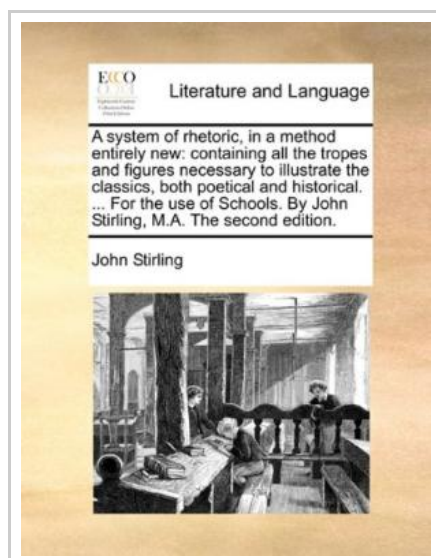 ECCO
Literature and Language
A system of rhetoric, in a method
entirely new: containing all the tropes
and figures necessary to illustrate the
classics, both poetical and historical.
... For the use of Schools. By John
Stirling, M.A. The second edition.
John Stirling